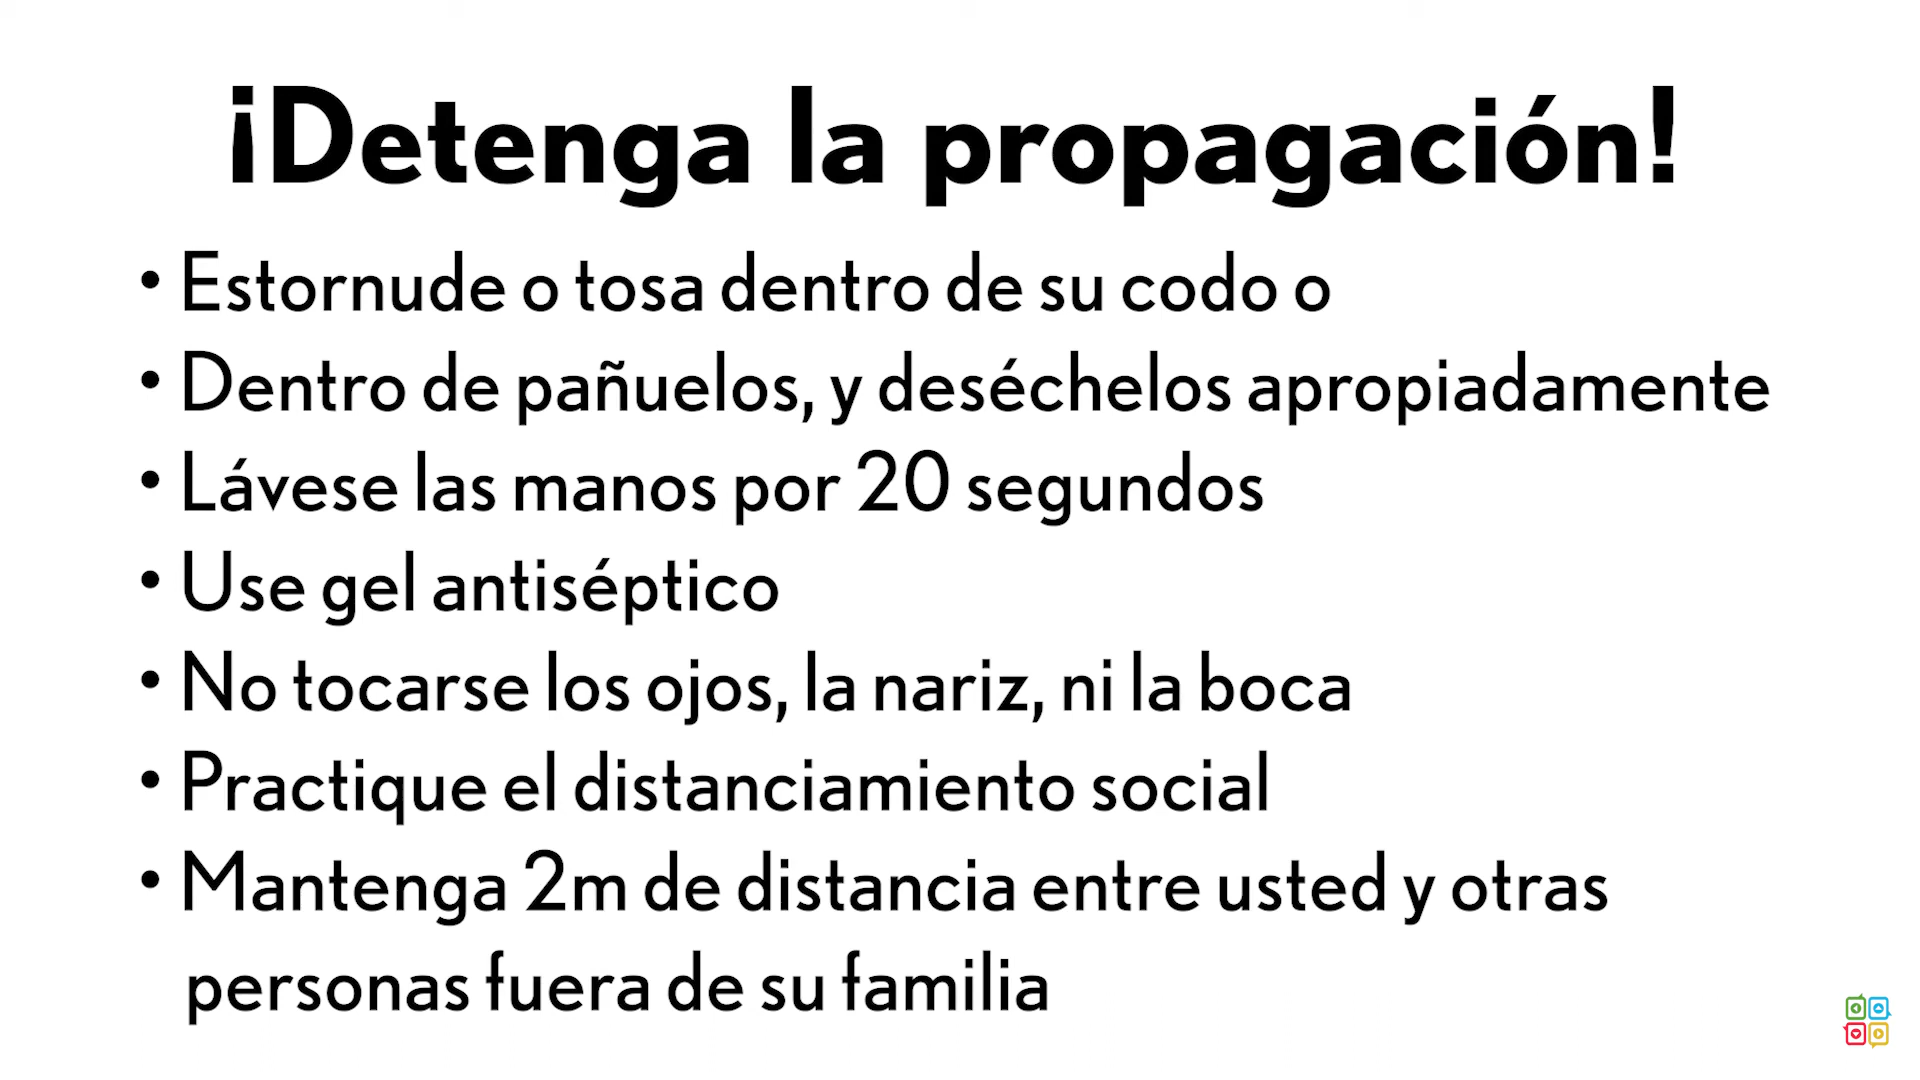 ¡Detenga la propagación!
• Estornude o tosa dentro de su codo o
• Dentro de pañuelos, y deséchelos apropiadamente
• Lávese las manos por 20 segundos
• Use gel antiséptico
• No tocarse los ojos, la nariz, ni la boca
• Practique el distanciamiento social
• Mantenga 2m de distancia entre usted y otras
personas fuera de su familia